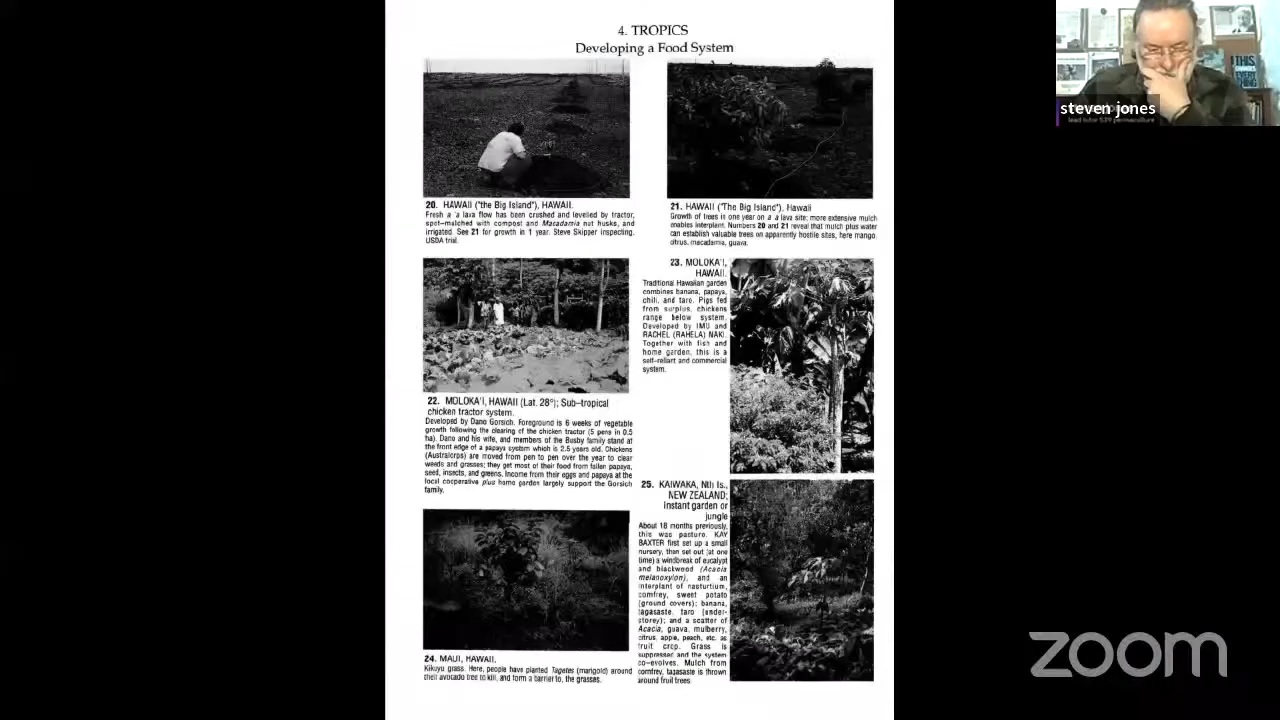 4. TROPICS
Developing a Food System
20. HAWAII ("the Big Island"), HAWAII.
Fresh a 'a lava flow has been crushed and leveled by tractor,
spot-mulched with compost and Macadamia nut husks, and
irrigated. See 21 for growth in 1 year. Steve Skipper inspecting.
USDA trial.
21. HAWAII ("The Big Island"). Hawaii
Growth of trees in one year on a a lava site; more extensive mulch
enables interplant. Numbers 20 and 21 reveal that mulch plus water
can establish valuable trees on apparently hostile sites, here mango,
citrus, macadamia, guava.
22. MOLOKA'I, HAWAII (Lat. 28°); Sub-tropical
chicken tractor system.
Developed by Dano Gorsich. Foreground is 6 weeks of vegetable
growth following the clearing of the chicken tractor (5 pens in 0.5
ha). Dano and his wife, and members of the Busby family stand at
the front edge of a papaya system which is 2.5 years old. Chickens
(Australorps) are moved from pen to pen over the year to clear
weeds and grasses; they get most of their food from fallen papaya,
seed, insects, and greens. Income from their eggs and papaya at the
local cooperative plus home garden largely support the Gorsich
family.
23. MOLOKA'I,
HAWAII.
Traditional Hawaiian garden
combines banana, papaya,
chili, and taro. Pigs fed
from surplus, chickens
range below system.
Developed by IMU and
RACHEL (RAHELA) NAKI.
Together with fish and
home garden, this is a
self-reliant and commercial
system.
24. MAUI, HAWAII.
Kikuyu grass. Here, people have planted Tagetes (marigold) around
their avocado tree to kill, and form a barrier to, the grasses.
25. KAIWAKA, Nth Is.,
NEW ZEALAND;
Instant garden or
jungle
About 18 months previously,
this was pasture. KAY
BAXTER first set up a small
nursery, then set out (at one
time) a windbreak of eucalypt
and blackwood (Acacia
melanoxylon), and an
interplant of nasturtium,
comfrey, sweet potato
(ground covers); banana,
tagasaste, taro (under-
storey); and a scatter of
Acacia, guava, mulberry,
citrus, apple, peach, etc. as
fruit crop. Grass is
suppressed and the system
co-evolves. Mulch from
comfrey, tagasaste is thrown
around fruit trees
THIS
CHANGES
EVERY
THING
steven jones
lead tutor S39 permaculture
zoom